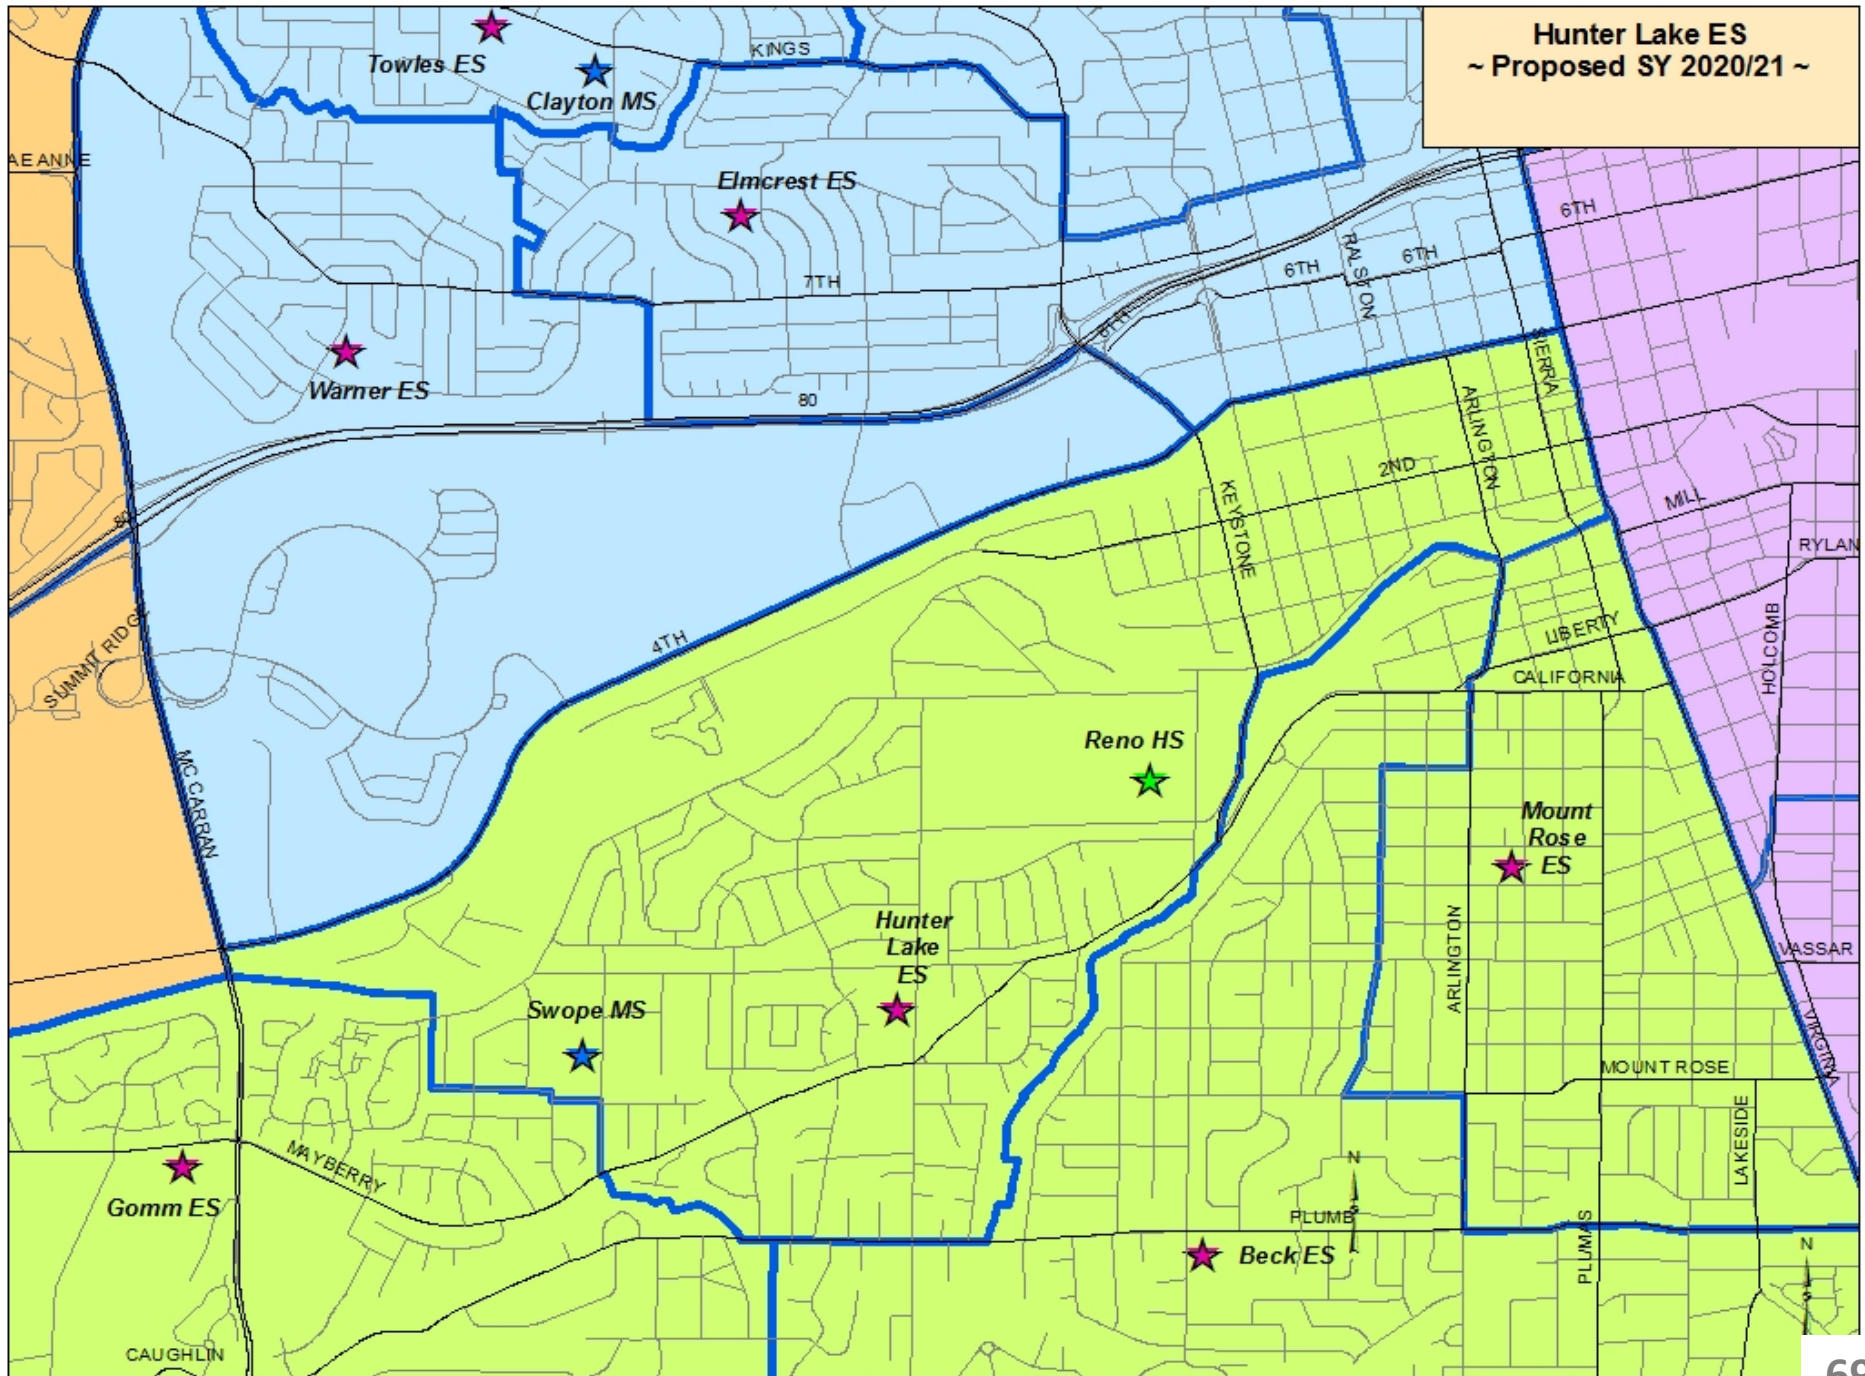 Hunter Lake ES
~ Proposed SY 2020/21 ~
Towles ES
KINGS
Clayton MS
AE ANNE
Elmcrest ES
6TH
RALSTON
6TH
6TH
7TH
Warner ES
80
SIERRA
ARLINGTON
2ND
KEYSTONE
MILL
80
RYLAN
SUMMIT RIDGE
4TH
LIBERTY
HOLCOMB
CALIFORNIA
MC CARRAN
Reno HS
Mount
Rose
ES
Hunter
Lake
ES
ARLINGTON
VASSAR
Swope MS
VIRGINIA
MOUNT ROSE
LAKESIDE
MAYBERRY
N
Gomm ES
PLUMB
PLUMAS
Beck ES
N
CAUGHLIN
69